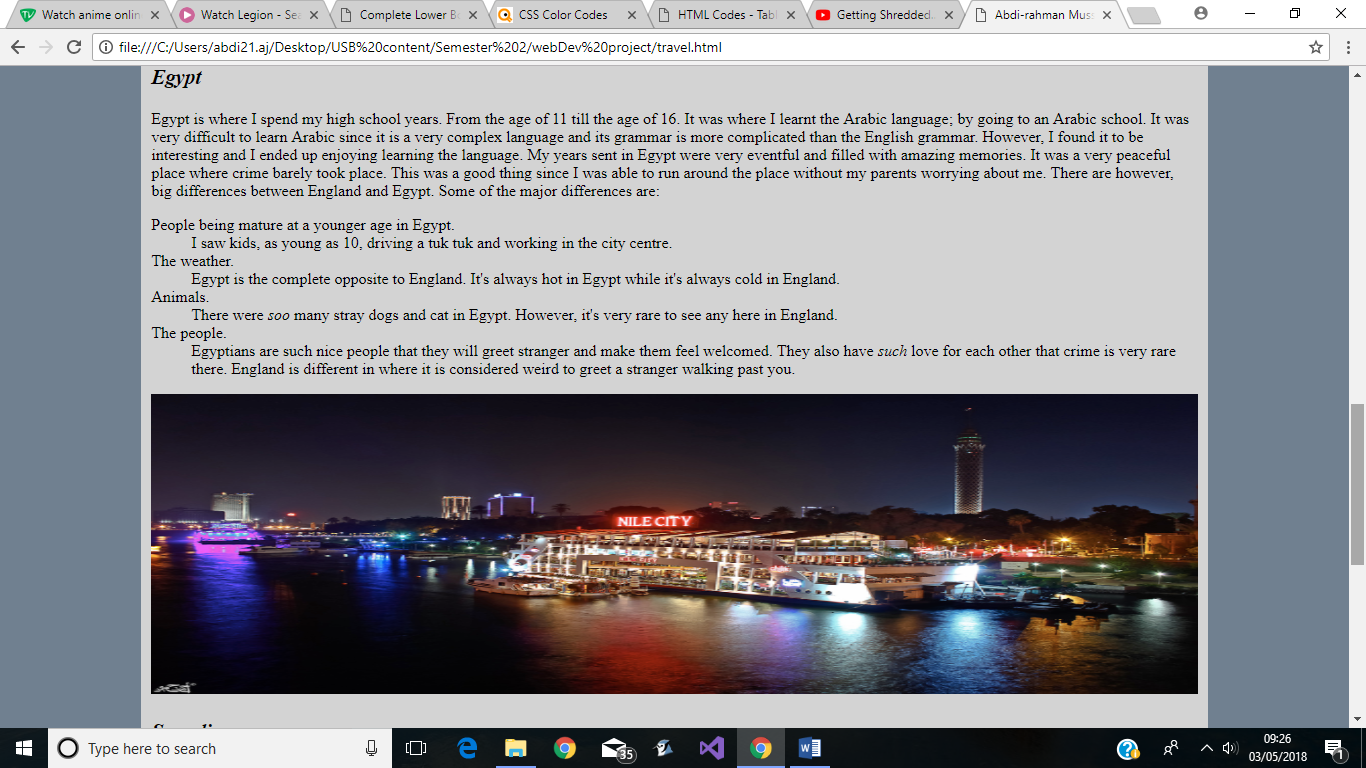 Watch anime onlin
Watch Legion - Sea
Complete Lower Bo
CSS Color Codes
HTML Codes - Tabl
Getting Shredded.
Abdi-rahman Mus
file:///C:/Users/abdi21.aj/Desktop/USB%20content/Semester%202/webDev%20project/travel.html
Egypt
Egypt is where I spend my high school years. From the age of 11 till the age of 16. It was where I learnt the Arabic language; by going to an Arabic school. It was
very difficult to learn Arabic since it is a very complex language and its grammar is more complicated than the English grammar. However, I found it to be
interesting and I ended up enjoying learning the language. My years sent in Egypt were very eventful and filled with amazing memories. It was a very peaceful
place where crime barely took place. This was a good thing since I was able to run around the place without my parents worrying about me. There are however,
big differences between England and Egypt. Some of the major differences are:
People being mature at a younger age in Egypt.
I saw kids, as young as 10, driving a tuk tuk and working in the city centre.
The weather.
Egypt is the complete opposite to England. It's always hot in Egypt while it's always cold in England.
Animals.
There were soo many stray dogs and cat in Egypt. However, it's very rare to see any here in England.
The people.
Egyptians are such nice people that they will greet stranger and make them feel welcomed. They also have such love for each other that crime is very rare
there. England is different in where it is considered weird to greet a stranger walking past you.
NILE CITY
Type here to search
35
09:26
03/05/2018
1